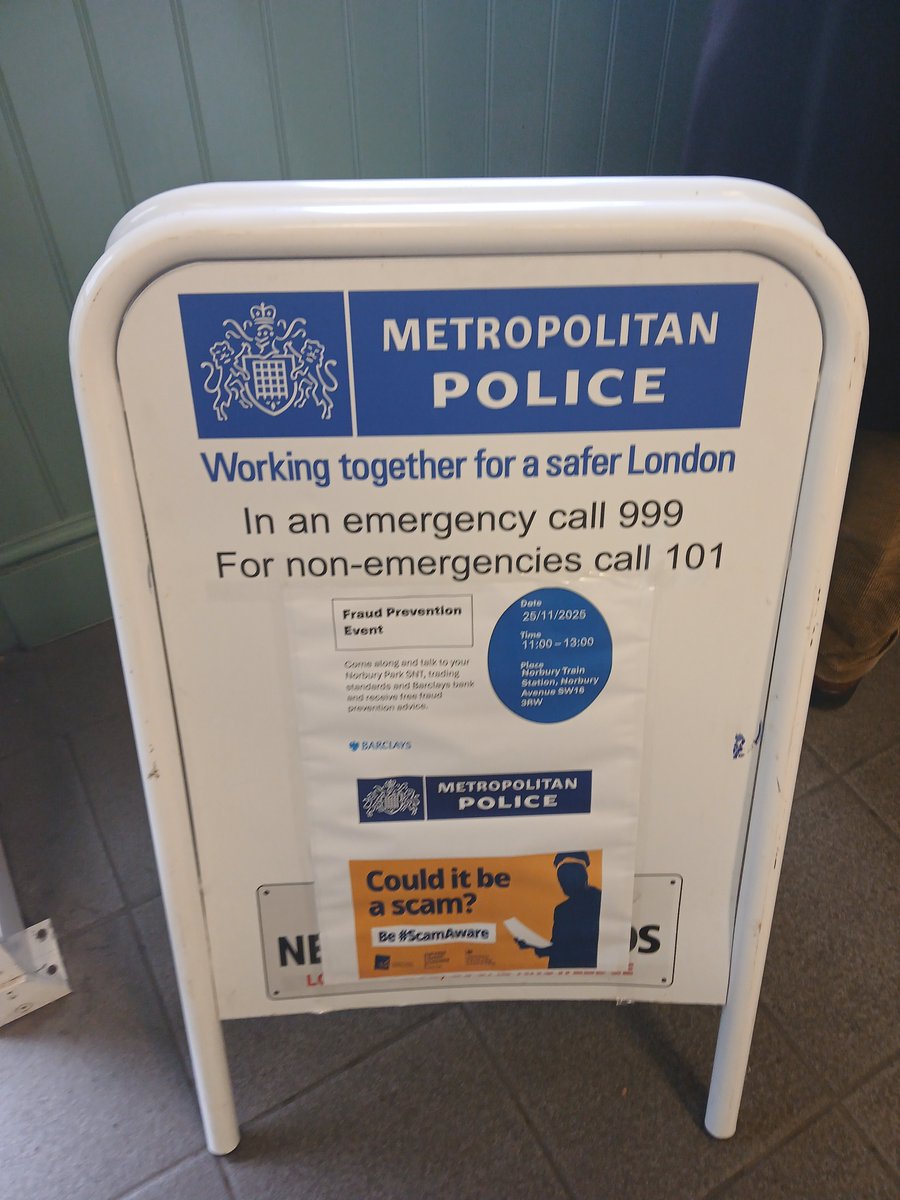 METROPOLITAN
POLICE
Working together for a safer London
In an emergency call 999
For non-emergencies call 101
Fraud Prevention
Event
Come along and talk to your
Norbury Park SNT, trading
standards and Barclays bank
and receive free fraud
prevention advice.
Date
25/11/2025
Time
11:00 – 13:00
Place
Norbury Train
Station, Norbury
Avenue SW16
3RW
BARCLAYS
METROPOLITAN
POLICE
Could it be
a scam?
Be #ScamAware